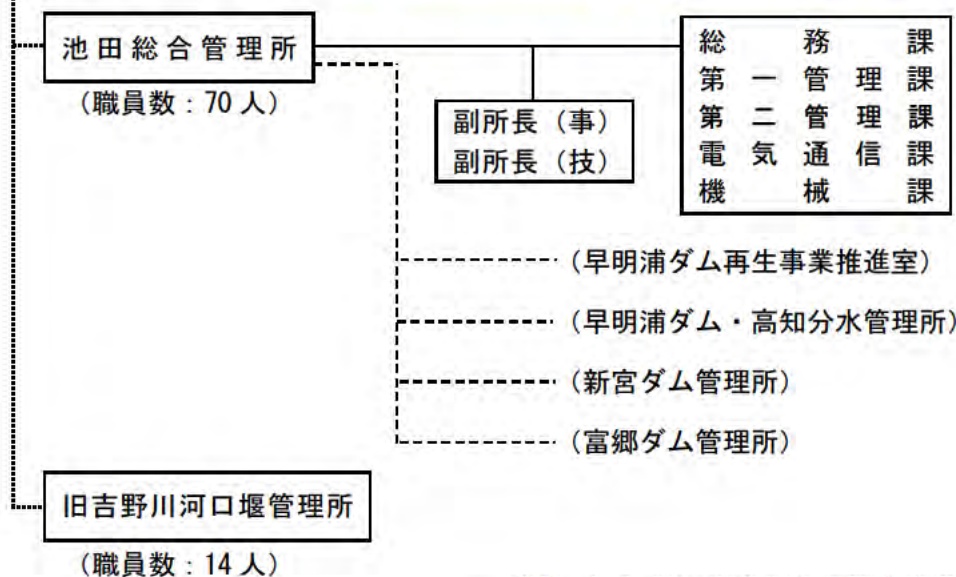 池田総合管理所
（職員数：70人）
副所長（事）
副所長（技）
総務課
第一管理課
第二管理課
電気通信課
機械課
（早明浦ダム再生事業推進室）
（早明浦ダム・高知分水管理所）
（新宮ダム管理所）
（富郷ダム管理所）
旧吉野川河口堰管理所
（職員数：14人）